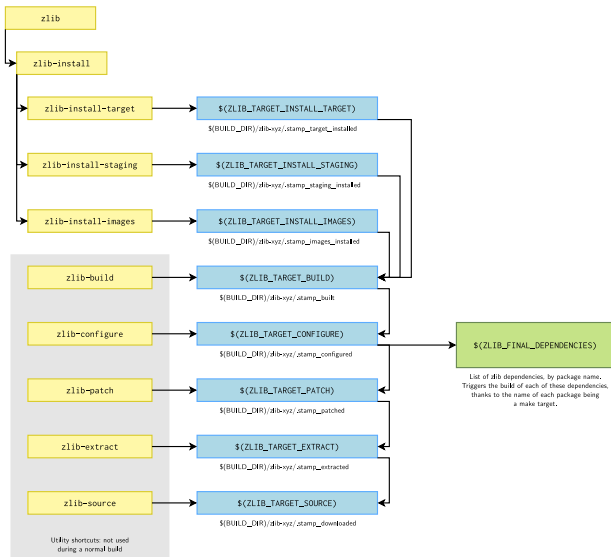 zlib
zlib-install
zlib-install-target
$(ZLIB_TARGET_INSTALL_TARGET)
$(BUILD_DIR)/zlib-xyz/.stamp_target_installed
zlib-install-staging
$(ZLIB_TARGET_INSTALL_STAGING)
$(BUILD_DIR)/zlib-xyz/.stamp_staging_installed
zlib-install-images
$(ZLIB_TARGET_INSTALL_IMAGES)
$(BUILD_DIR)/zlib-xyz/.stamp_images_installed
zlib-build
$(ZLIB_TARGET_BUILD)
$(BUILD_DIR)/zlib-xyz/.stamp_built
zlib-configure
$(ZLIB_TARGET_CONFIGURE)
$(BUILD_DIR)/zlib-xyz/.stamp_configured
$(ZLIB_FINAL_DEPENDENCIES)
List of zlib dependencies, by package name.
Triggers the build of each of these dependencies,
thanks to the name of each package being
a make target.
zlib-patch
$(ZLIB_TARGET_PATCH)
$(BUILD_DIR)/zlib-xyz/.stamp_patched
zlib-extract
$(ZLIB_TARGET_EXTRACT)
$(BUILD_DIR)/zlib-xyz/.stamp_extracted
zlib-source
$(ZLIB_TARGET_SOURCE)
$(BUILD_DIR)/zlib-xyz/.stamp_downloaded
Utility shortcuts: not used
during a normal build